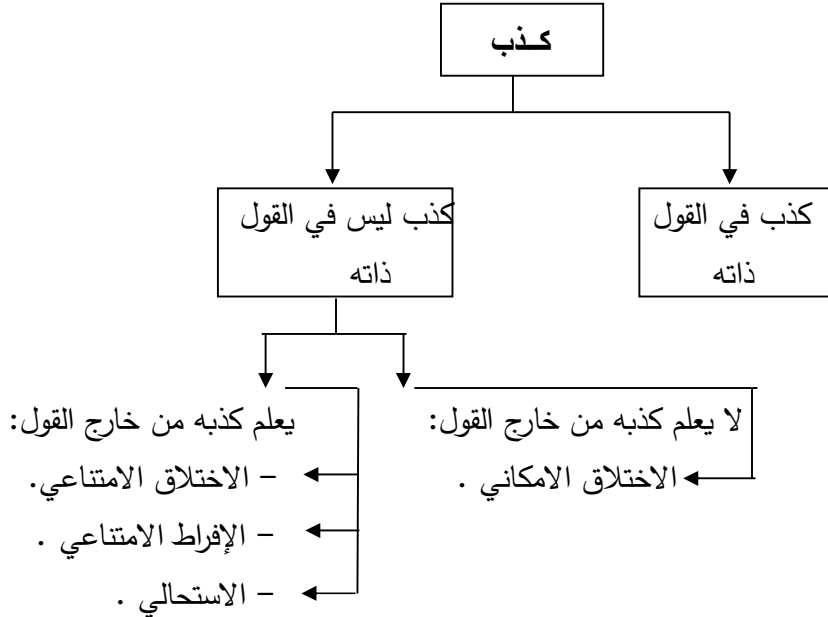 كـذب
كذب في القول
ذاته
كذب ليس في القول
ذاته
لا يعلم كذبه من خارج القول:
الاختلاق الامكاني .
يعلم كذبه من خارج القول:
- الاختلاق الامتناعي.
- الإفراط الامتناعي .
- الاستحالي .